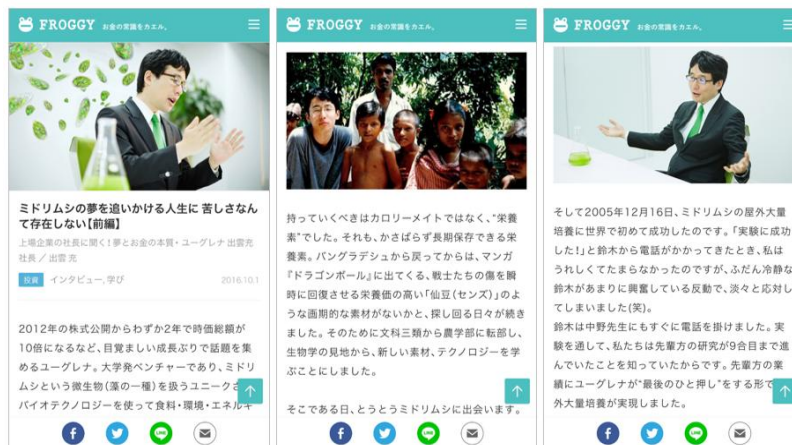 FROGGY お金の常識をカエル。
ミドリムシの夢を追いかける人生に 苦しさなん
て存在しない【前編】
上場企業の社長に聞く!夢とお金の本質 - ユーグレナ 出雲充
社長 / 出雲 充
投資 インタビュー, 学び 2016.10.1
2012年の株式公開からわずか2年で時価総額が
10倍になるなど、目覚ましい成長ぶりで話題を集
めるユーグレナ。大学発ベンチャーであり、ミドリ
ムシという微生物(藻の一種)を扱うユニークさ
バイオテクノロジーを使って食料・環境・エネルギ
FROGGY お金の常識をカエル。
持っていくべきはカロリーメイトではなく、“栄養
素”でした。それも、かさばらず長期保存できる栄
養素。バングラデシュから戻ってからは、マンガ
『ドラゴンボール』に出てくる、戦士たちの傷を瞬
時に回復させる栄養価の高い「仙豆(センズ)」のよ
うな画期的な素材がないかと、探し回る日々が続き
ました。そのために文科三類から農学部に転部し、
生物学の見地から、新しい素材、テクノロジーを学
ぶことにしました。
そこである日、とうとうミドリムシに出会います。
FROGGY お金の常識をカエル。
そして2005年12月16日、ミドリムシの屋外大量
培養に世界で初めて成功したのです。「実験に成功
した!」と鈴木から電話がかかってきたとき、私は
うれしくてたまらなかったのですが、ふだん冷静な
鈴木があまりに興奮している反動で、淡々と応対し
てしまいました(笑)。
鈴木は中野先生にもすぐに電話を掛けました。実
験を通して、私たちは先輩方の研究が9合目まで進
んでいたことを知っていたからです。先輩方の業
績にユーグレナが“最後のひと押し”をする形で
外大量培養が実現しました。